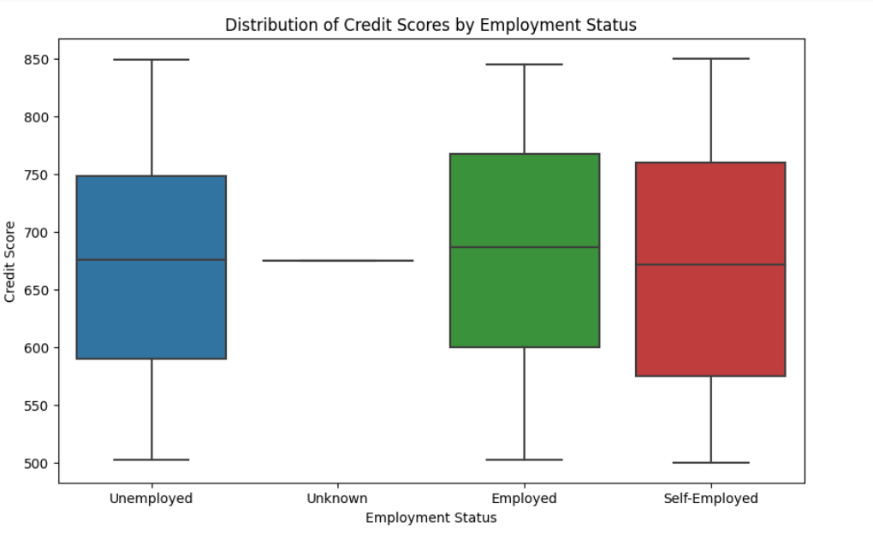 Distribution of Credit Scores by Employment Status
850
800
750
700
650
600
550
500
Credit Score
Unemployed Unknown Employed Self-Employed
Employment Status